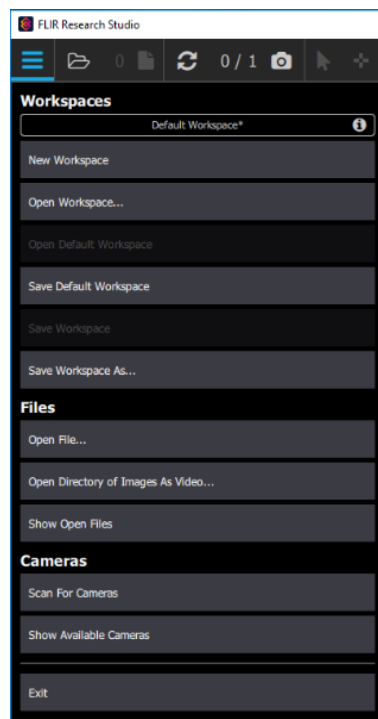 FLIR Research Studio
0 0 / 1
Workspaces
Default Workspace*
New Workspace
Open Workspace...
Open Default Workspace
Save Default Workspace
Save Workspace
Save Workspace As...
Files
Open File...
Open Directory of Images As Video...
Show Open Files
Cameras
Scan For Cameras
Show Available Cameras
Exit